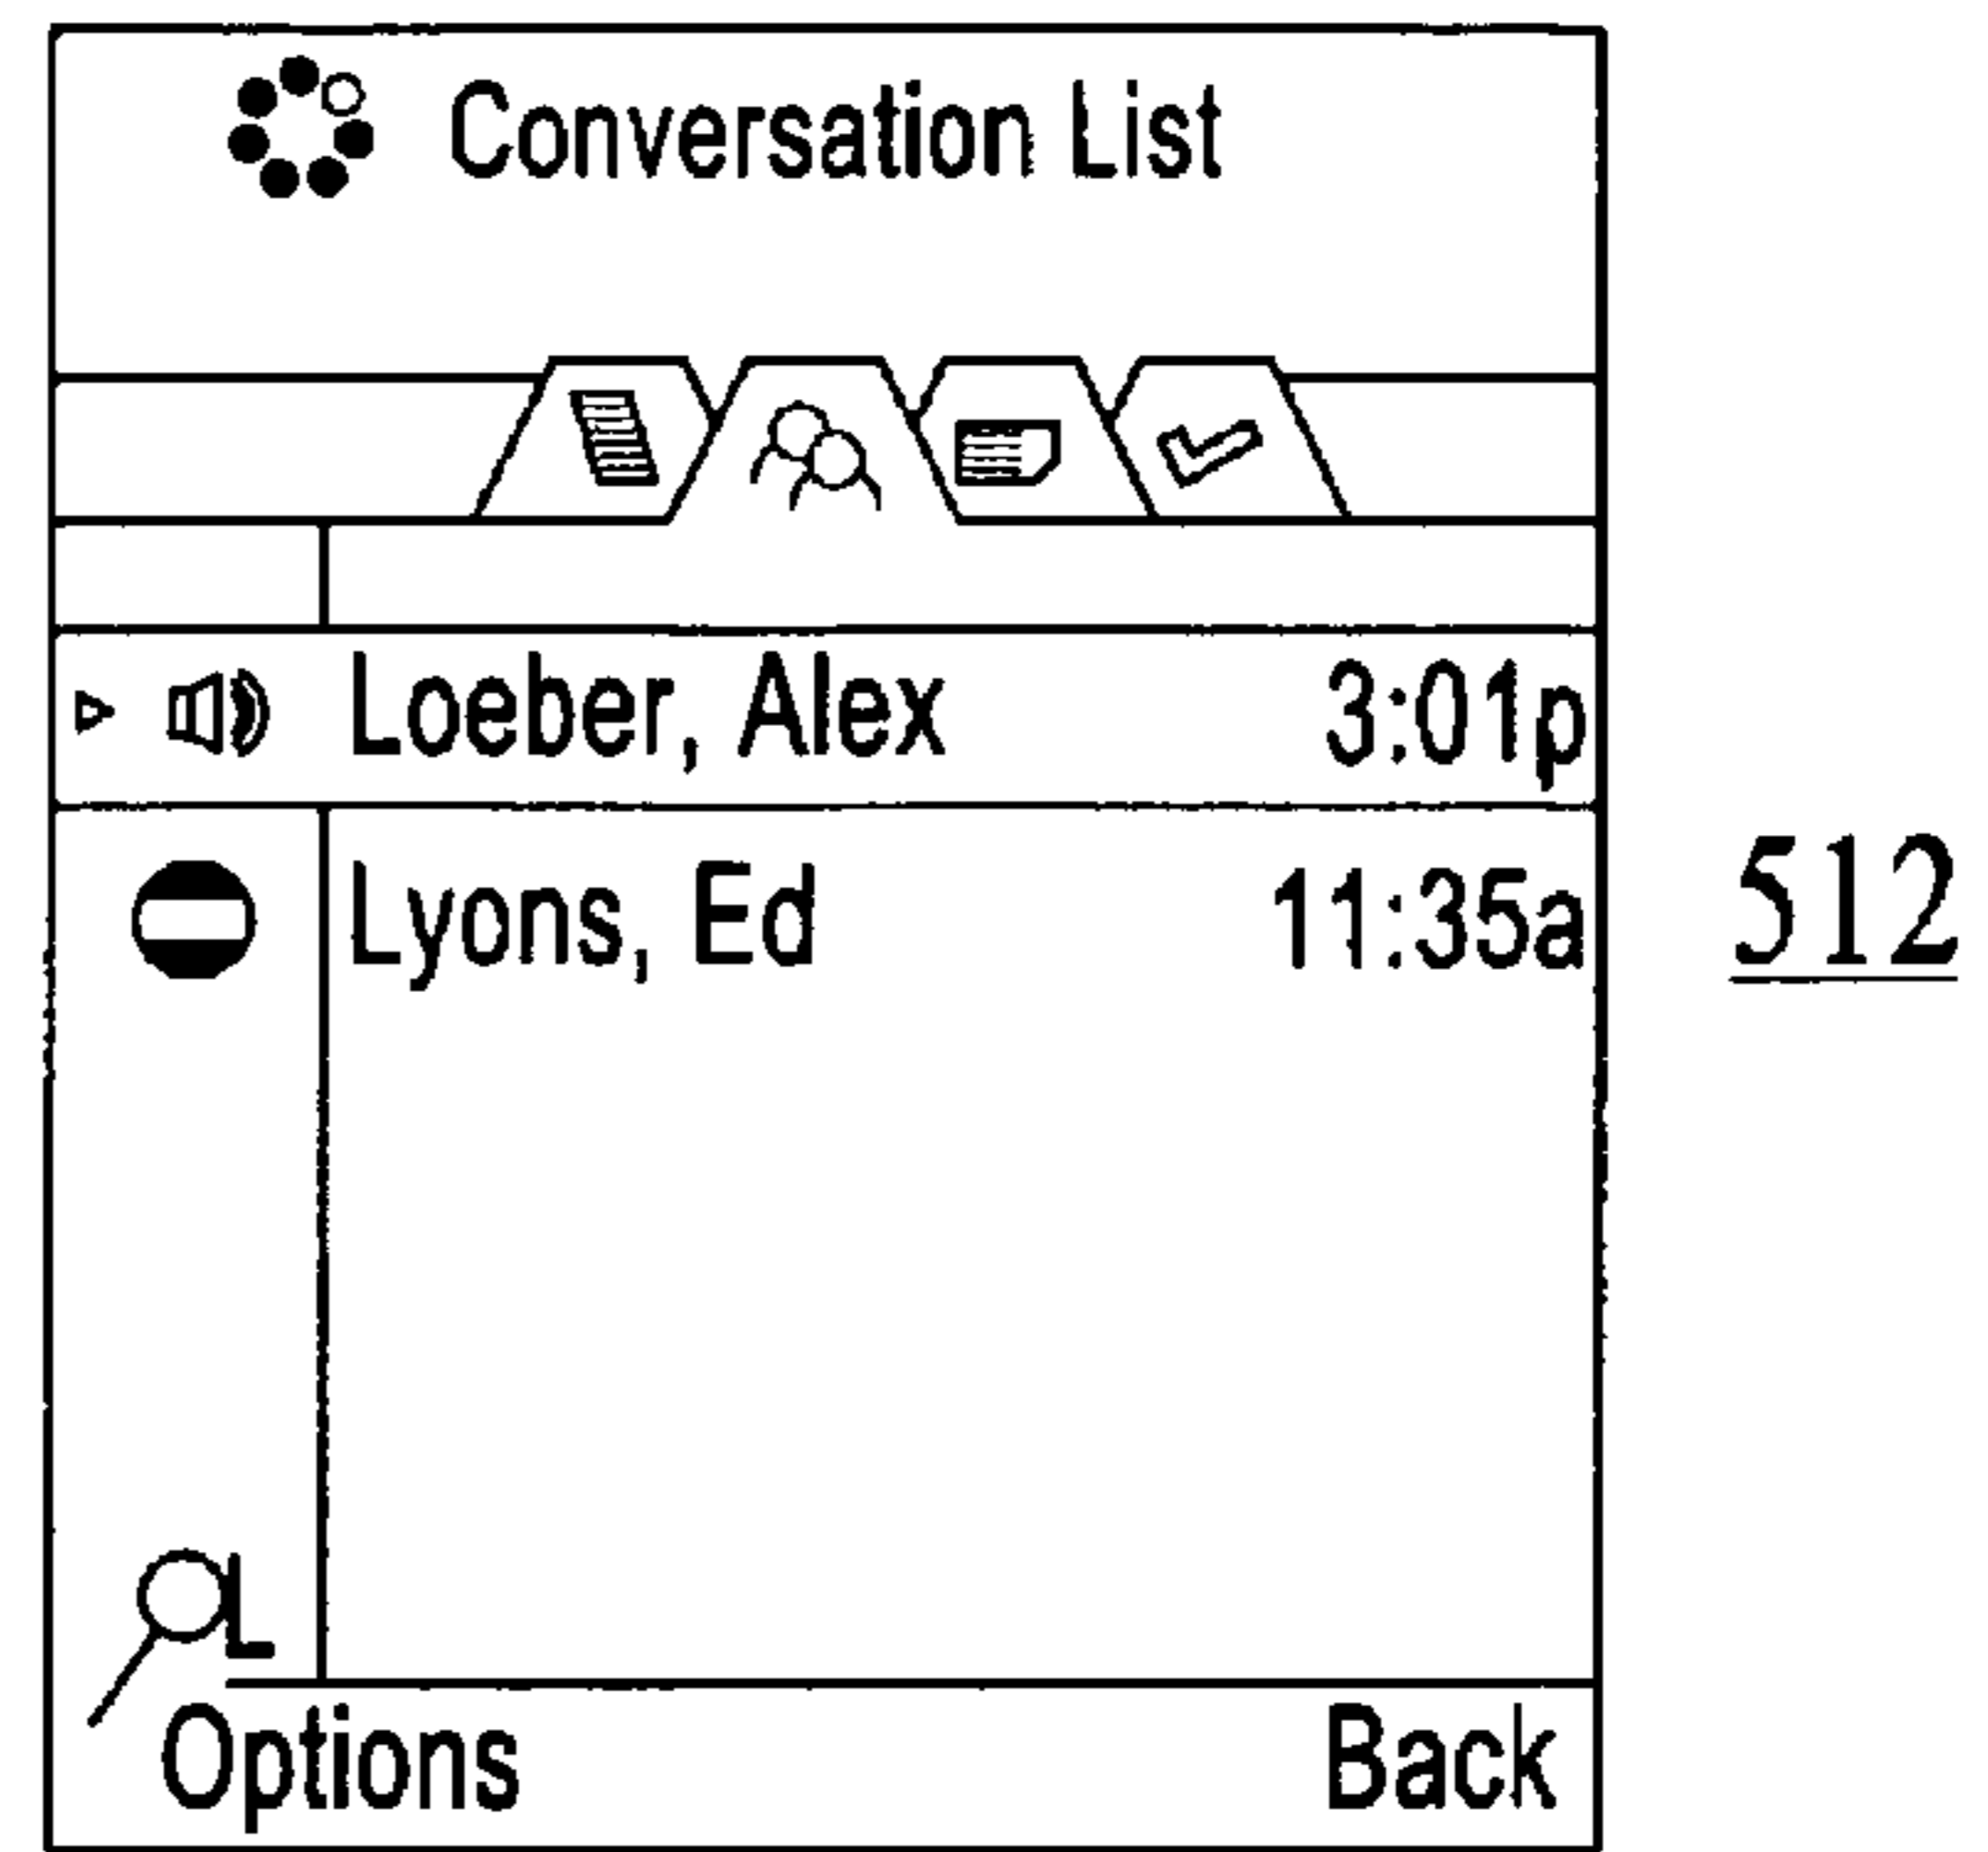 Conversation List
Loeber, Alex 3:01p
Lyons, Ed 11:35a
512
L
Options Back